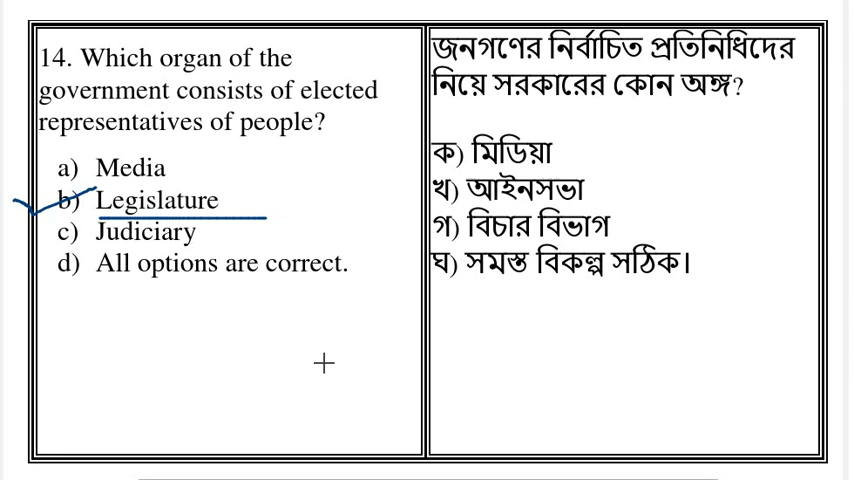 14. Which organ of the
government consists of elected
representatives of people?
a) Media
b) Legislature
c) Judiciary
d) All options are correct.
জনগণের নির্বাচিত প্রতিনিধিদের
নিয়ে সরকারের কোন অঙ্গ?
ক) মিডিয়া
খ) আইনসভা
গ) বিচার বিভাগ
ঘ) সমস্ত বিকল্প সঠিক।